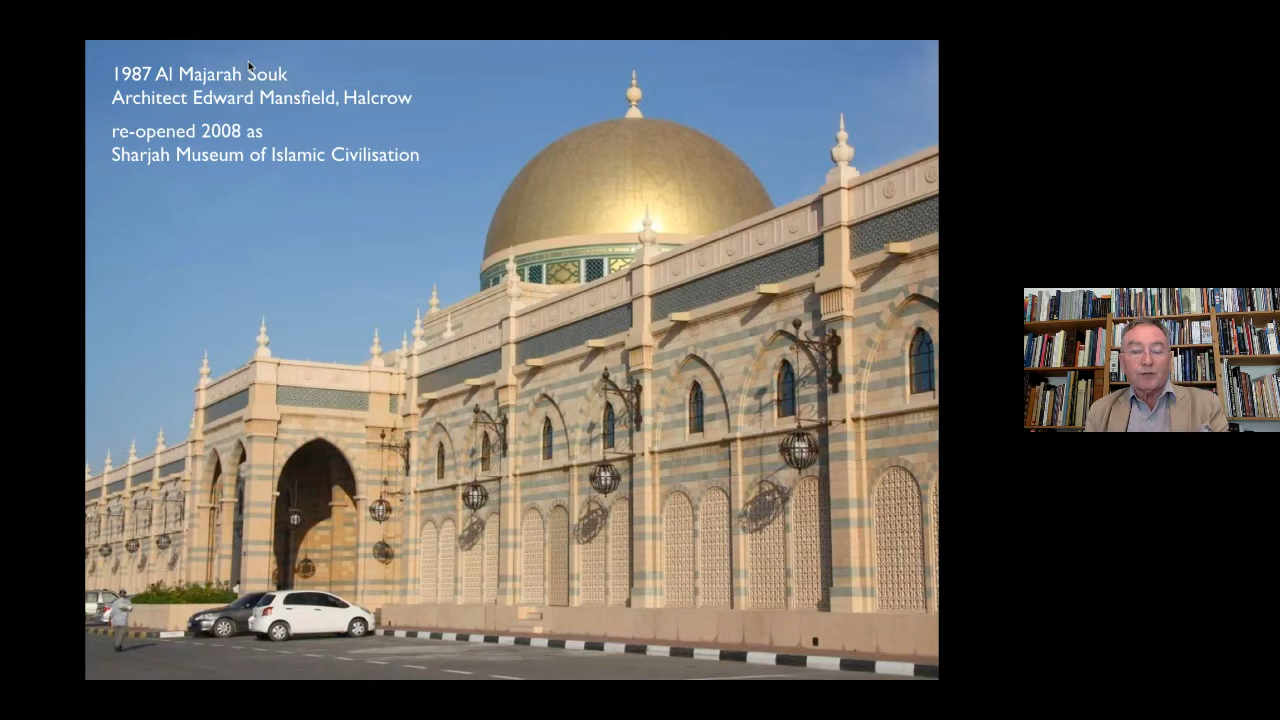 1987 Al Majarah Souk
Architect Edward Mansfield, Halcrow
re-opened 2008 as
Sharjah Museum of Islamic Civilisation